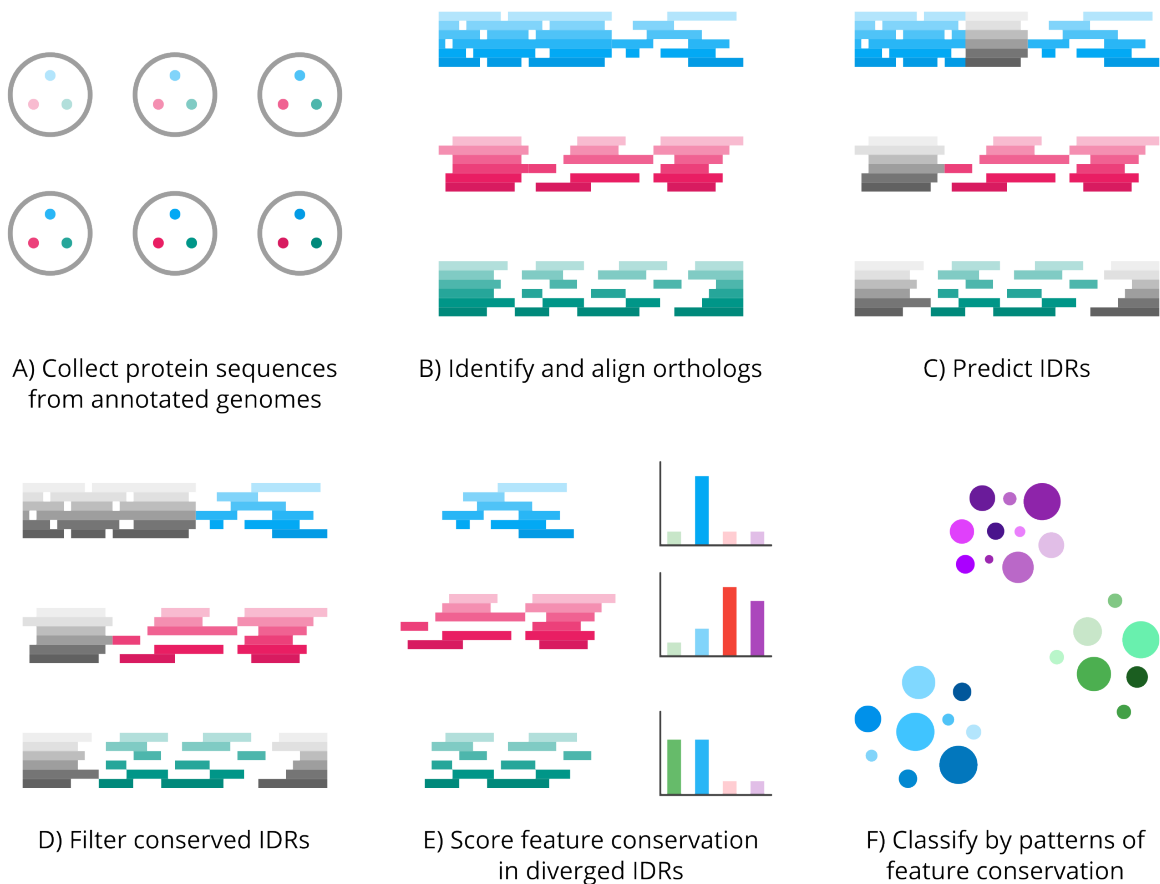 A) Collect protein sequences
from annotated genomes
B) Identify and align orthologs
C) Predict IDRs
D) Filter conserved IDRs
E) Score feature conservation
in diverged IDRs
F) Classify by patterns of
feature conservation